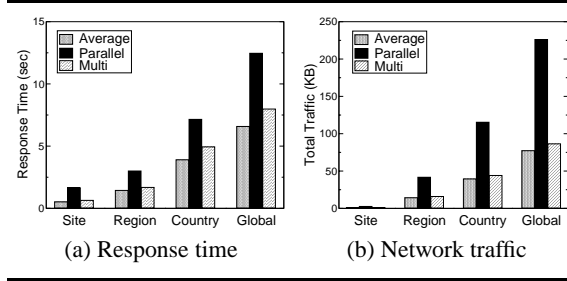 15
10
5
0
Response Time (sec)
Average
Parallel
Multi
Site Region Country Global
(a) Response time
250
200
150
100
50
0
Total Traffic (KB)
Average
Parallel
Multi
Site Region Country Global
(b) Network traffic